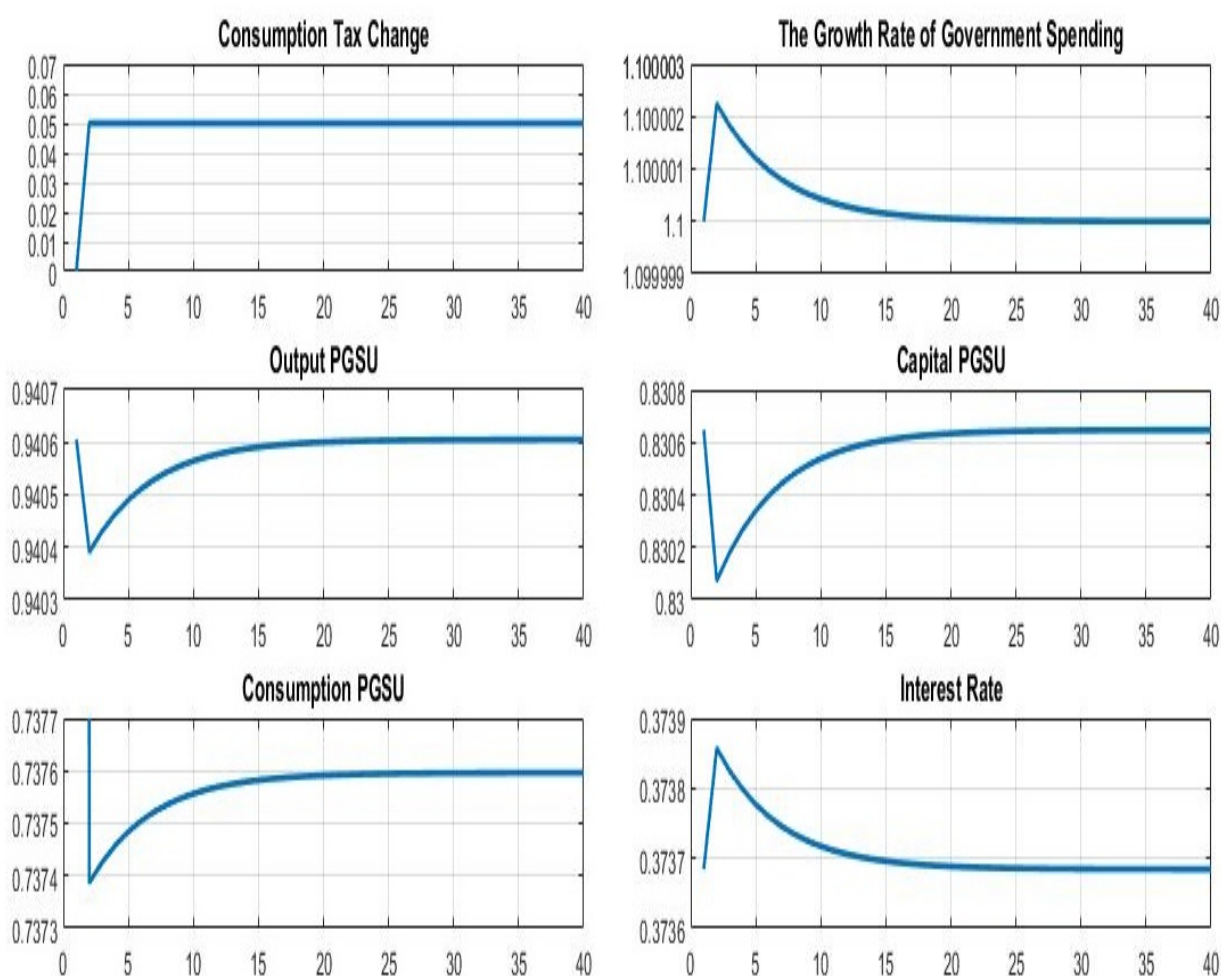 Consumption Tax Change
0.07
0.06
0.05
0.04
0.03
0.02
0.01
0
0 5 10 15 20 25 30 35 40
The Growth Rate of Government Spending
1.100003
1.100002
1.100001
1.1
1.099999
0 5 10 15 20 25 30 35 40
Output PGSU
0.9407
0.9406
0.9405
0.9404
0.9403
0 5 10 15 20 25 30 35 40
Capital PGSU
0.8308
0.8306
0.8304
0.8302
0.83
0 5 10 15 20 25 30 35 40
Consumption PGSU
0.7377
0.7376
0.7375
0.7374
0.7373
0 5 10 15 20 25 30 35 40
Interest Rate
0.3739
0.3738
0.3737
0.3736
0 5 10 15 20 25 30 35 40